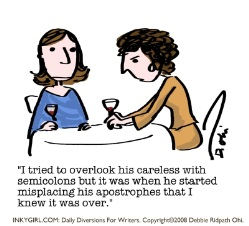 "I tried to overlook his careless with
semicolons but it was when he started
misplacing his apostrophes that I
knew it was over."
INKYGIRL.COM: Daily Diversions For Writers. Copyright©2008 Debbie Ridpath Ohi.